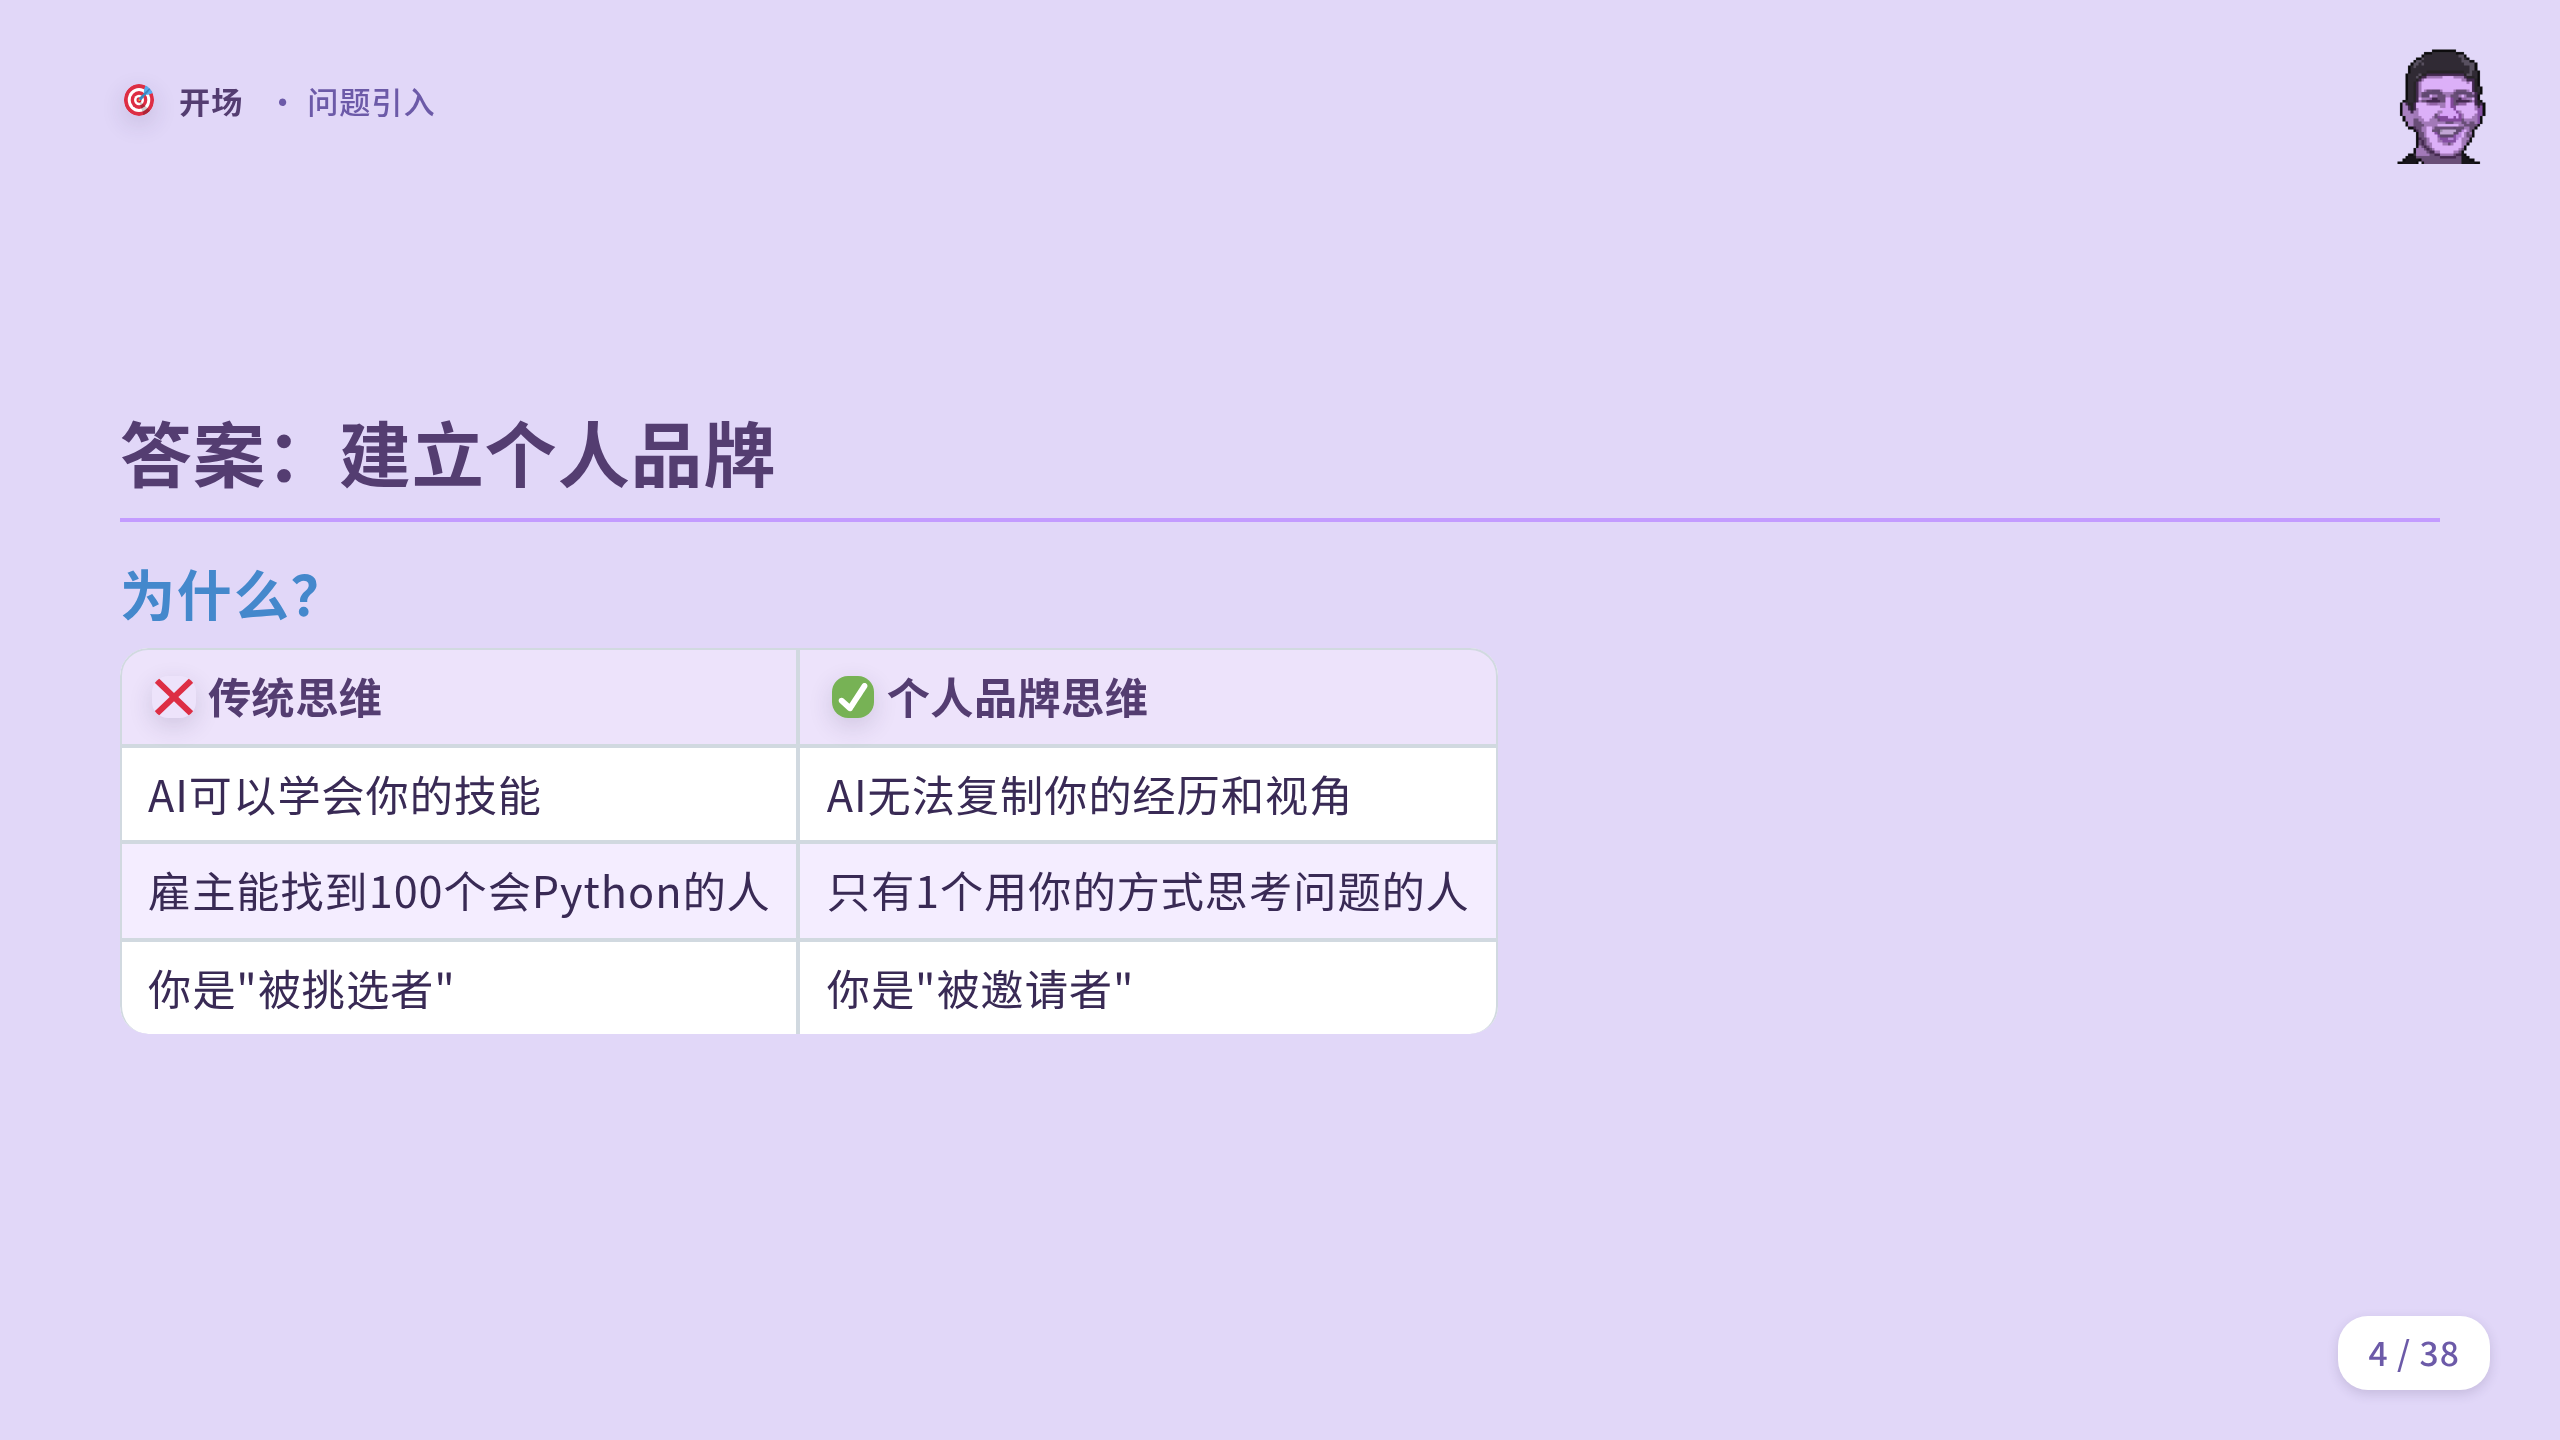 🎯 开场 • 问题引入
答案：建立个人品牌
为什么？
❌ 传统思维
✅ 个人品牌思维
AI可以学会你的技能
AI无法复制你的经历和视角
雇主能找到100个会Python的人
只有1个用你的方式思考问题的人
你是"被挑选者"
你是"被邀请者"
4 / 38